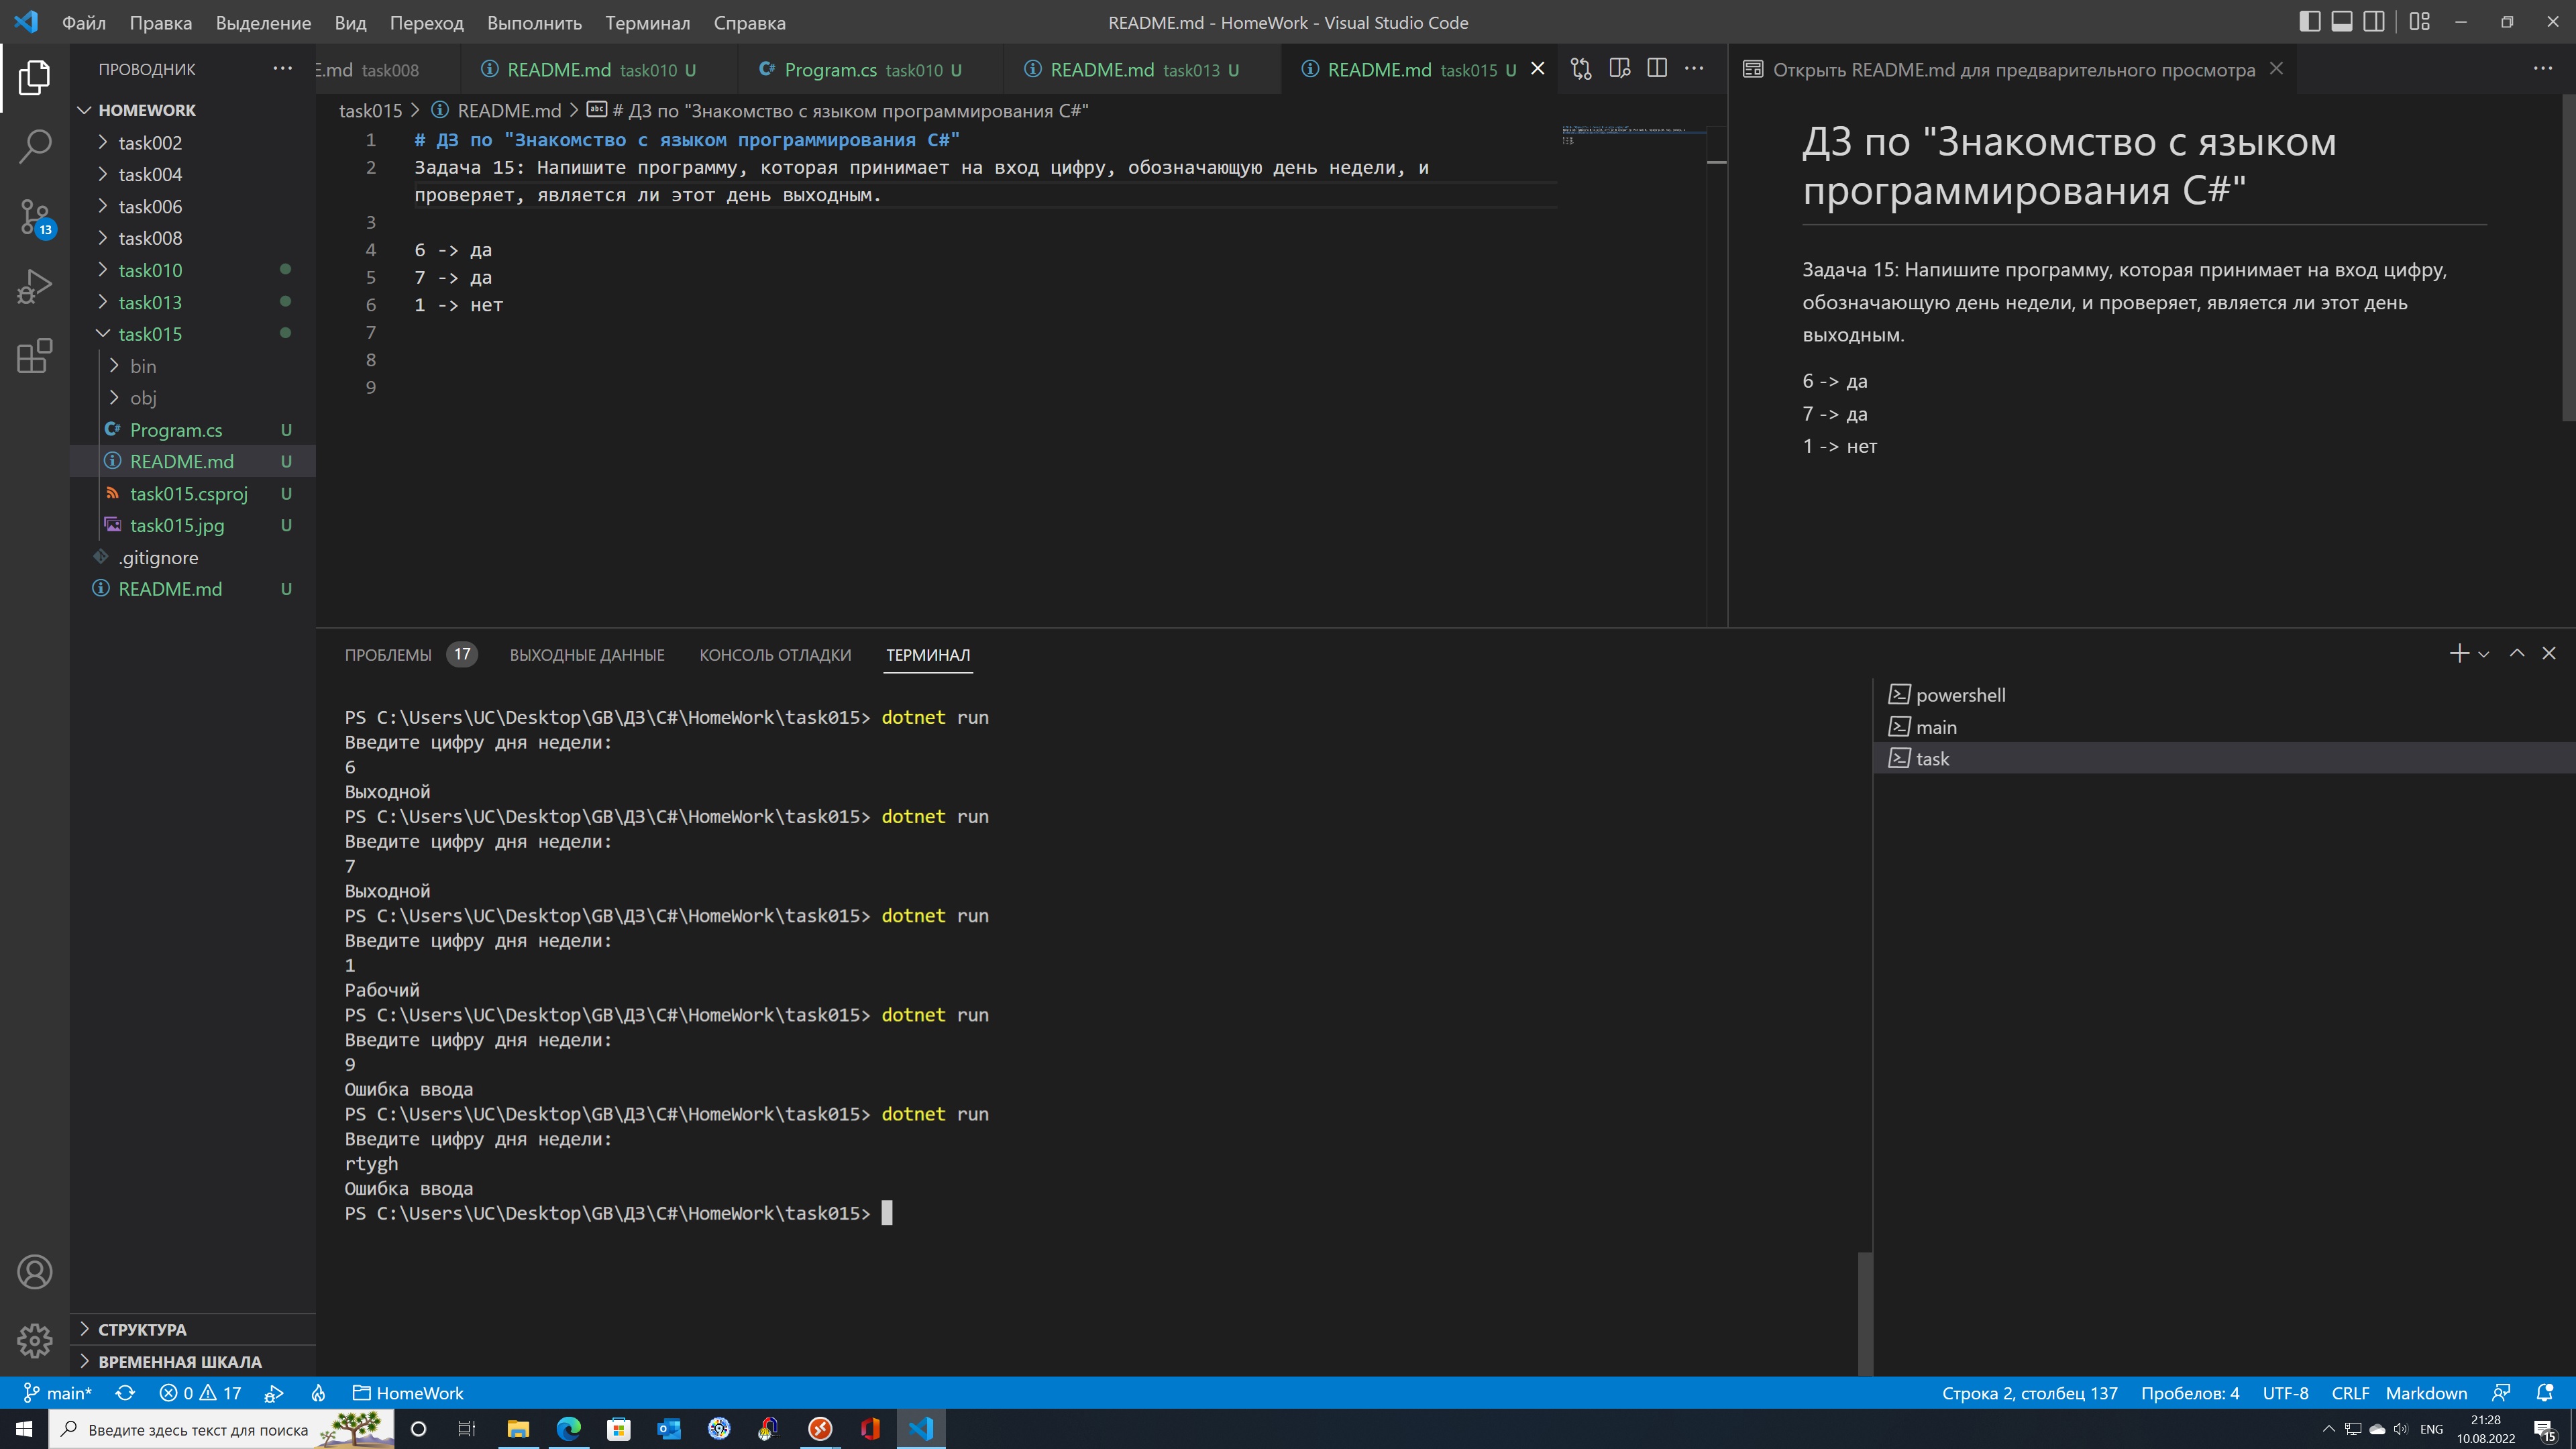 Файл Правка Выделение Вид Переход Выполнить Терминал Справка
README.md - HomeWork - Visual Studio Code
ПРОВОДНИК
E.md task008
README.md task010 U
Program.cs task010 U
README.md task013 U
README.md task015 U
Открыть README.md для предварительного просмотра
HOMEWORK
task002
task004
task006
task008
task010
task013
task015
bin
obj
Program.cs U
README.md U
task015.csproj U
task015.jpg U
.gitignore
README.md U
СТРУКТУРА
ВРЕМЕННАЯ ШКАЛА
13
task015 > README.md > # ДЗ по "Знакомство с языком программирования C#"
1 # ДЗ по "Знакомство с языком программирования C#"
2 Задача 15: Напишите программу, которая принимает на вход цифру, обозначающую день недели, и
проверяет, является ли этот день выходным.
3
4 6 -> да
5 7 -> да
6 1 -> нет
7
8
9
ДЗ по "Знакомство с языком
программирования C#"
Задача 15: Напишите программу, которая принимает на вход цифру,
обозначающую день недели, и проверяет, является ли этот день
выходным.
6 -> да
7 -> да
1 -> нет
ПРОБЛЕМЫ 17 ВЫХОДНЫЕ ДАННЫЕ КОНСОЛЬ ОТЛАДКИ ТЕРМИНАЛ
PS C:\Users\UC\Desktop\GB\ДЗ\C#\HomeWork\task015> dotnet run
Введите цифру дня недели:
6
Выходной
PS C:\Users\UC\Desktop\GB\ДЗ\C#\HomeWork\task015> dotnet run
Введите цифру дня недели:
7
Выходной
PS C:\Users\UC\Desktop\GB\ДЗ\C#\HomeWork\task015> dotnet run
Введите цифру дня недели:
1
Рабочий
PS C:\Users\UC\Desktop\GB\ДЗ\C#\HomeWork\task015> dotnet run
Введите цифру дня недели:
9
Ошибка ввода
PS C:\Users\UC\Desktop\GB\ДЗ\C#\HomeWork\task015> dotnet run
Введите цифру дня недели:
rtygh
Ошибка ввода
PS C:\Users\UC\Desktop\GB\ДЗ\C#\HomeWork\task015>
powershell
main
task
main* 0 17 HomeWork
Строка 2, столбец 137 Пробелов: 4 UTF-8 CRLF Markdown
Введите здесь текст для поиска
ENG
21:28
10.08.2022
15